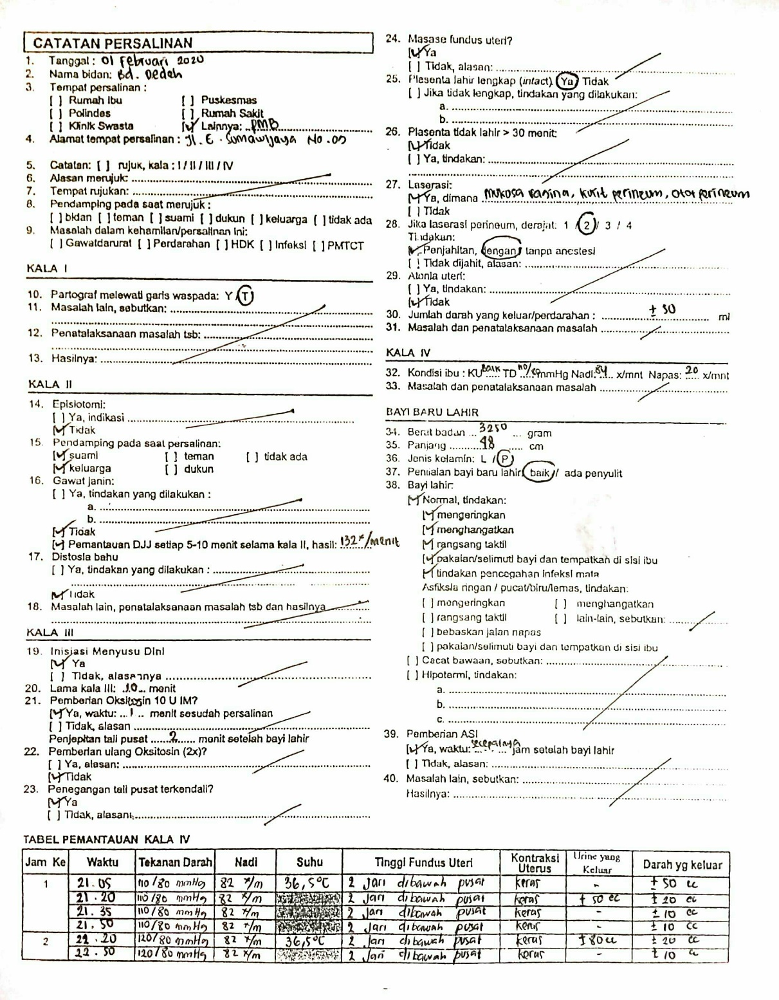 CATATAN PERSALINAN
1. Tanggal : 01 Februari 2020
2. Nama bidan: Bd. Dedeh
3. Tempat persalinan :
[ ] Rumah Ibu [ ] Puskesmas
[ ] Polindes [ ] Rumah Sakit
[ ] Klinik Swasta [✓] Lainnya: ..PMB..............
4. Alamat tempat persalinan : Jl. E. Sumawijaya No.
5. Catatan: [ ] rujuk, kala : I / II / III / IV
6. Alasan merujuk: ..............
7. Tempat rujukan: ..............
8. Pendamping pada saat merujuk :
[ ] bidan [ ] teman [ ] suami [ ] dukun [ ] keluarga [ ] tidak ada
9. Masalah dalam kehamilan/persalinan ini:
[ ] Gawatdarurat [ ] Perdarahan [ ] HDK [ ] Infeksi [ ] PMTCT
KALA I
10. Partograf melewati garis waspada: Y / T
11. Masalah lain, sebutkan: ..............
12. Penatalaksanaan masalah tsb: ..............
13. Hasilnya: ..............
KALA II
14. Episiotomi:
[ ] Ya, indikasi ..............
[✓] Tidak
15. Pendamping pada saat persalinan:
[✓] suami [ ] teman [ ] tidak ada
[✓] keluarga [ ] dukun
16. Gawat janin:
[ ] Ya, tindakan yang dilakukan :
a. ..............
b. ..............
[✓] Tidak
[✓] Pemantauan DJJ setiap 5-10 menit selama kala II, hasil: 132 x/menit
17. Distosia bahu
[ ] Ya, tindakan yang dilakukan : ..............
[✓] Tidak
18. Masalah lain, penatalaksanaan masalah tsb dan hasilnya ..............
KALA III
19. Inisiasi Menyusu Dini
[✓] Ya
[ ] Tidak, alasannya ..............
20. Lama kala III: .10... menit
21. Pemberian Oksitosin 10 U IM?
[✓] Ya, waktu: ... 1 .. menit sesudah persalinan
[ ] Tidak, alasan ..............
Penjepitan tali pusat ......2....... menit setelah bayi lahir
22. Pemberian ulang Oksitosin (2x)?
[ ] Ya, alasan: ..............
[✓] Tidak
23. Penegangan tali pusat terkendali?
[✓] Ya
[ ] Tidak, alasan: ..............
24. Masase fundus uteri?
[✓] Ya
[ ] Tidak, alasan: ..............
25. Plasenta lahir lengkap (intact) Ya / Tidak
[ ] Jika tidak lengkap, tindakan yang dilakukan:
a. ..............
b. ..............
26. Plasenta tidak lahir > 30 menit:
[✓] Tidak
[ ] Ya, tindakan: ..............
27. Laserasi:
[✓] Ya, dimana mukosa vagina, kulit perineum, otot perineum
[ ] Tidak
28. Jika laserasi perineum, derajat: 1 / 2 / 3 / 4
Tindakan:
[✓] Penjahitan, dengan / tanpa anestesi
[ ] Tidak dijahit, alasan: ..............
29. Atonia uteri:
[ ] Ya, tindakan: ..............
[✓] Tidak
30. Jumlah darah yang keluar/perdarahan : ± 50 ml
31. Masalah dan penatalaksanaan masalah ..............
KALA IV
32. Kondisi ibu : KU Baik TD 110/80 mmHg Nadi: 84 x/mnt Napas: 20 x/mnt
33. Masalah dan penatalaksanaan masalah ..............
BAYI BARU LAHIR
34. Berat badan ... 3250 ... gram
35. Panjang ........... 48 ...... cm
36. Jenis kelamin: L / P
37. Penilaian bayi baru lahir: baik / ada penyulit
38. Bayi lahir:
[✓] Normal, tindakan:
[✓] mengeringkan
[✓] menghangatkan
[✓] rangsang taktil
[✓] pakaian/selimuti bayi dan tempatkan di sisi ibu
[✓] tindakan pencegahan infeksi mata
Asfiksia ringan / pucat/biru/lemas, tindakan:
[ ] mengeringkan [ ] menghangatkan
[ ] rangsang taktil [ ] lain-lain, sebutkan: ..............
[ ] bebaskan jalan napas
[ ] pakaian/selimuti bayi dan tempatkan di sisi ibu
[ ] Cacat bawaan, sebutkan: ..............
[ ] Hipotermi, tindakan:
a. ..............
b. ..............
c. ..............
39. Pemberian ASI
[✓] Ya, waktu: secepatnya jam setelah bayi lahir
[ ] Tidak, alasan: ..............
40. Masalah lain, sebutkan: ..............
Hasilnya: ..............
TABEL PEMANTAUAN KALA IV
Jam Ke Waktu Tekanan Darah Nadi Suhu Tinggi Fundus Uteri Kontraksi Uterus Urine yang Keluar Darah yg keluar
1 21.05 110/80 mmHg 82 x/m 36,5°C 2 Jari dibawah pusat keras - ± 50 cc
21.20 110/80 mmHg 82 x/m 2 Jari dibawah pusat keras ± 50 cc ± 20 cc
21.35 110/80 mmHg 82 x/m 2 Jari dibawah pusat keras - ± 10 cc
21.50 110/80 mmHg 82 x/m 2 Jari dibawah pusat keras - ± 10 cc
2 22.20 120/80 mmHg 82 x/m 36,5°C 2 Jari dibawah pusat keras ± 80 cc ± 20 cc
22.50 120/80 mmHg 82 x/m 2 Jari dibawah pusat keras - ± 10 cc